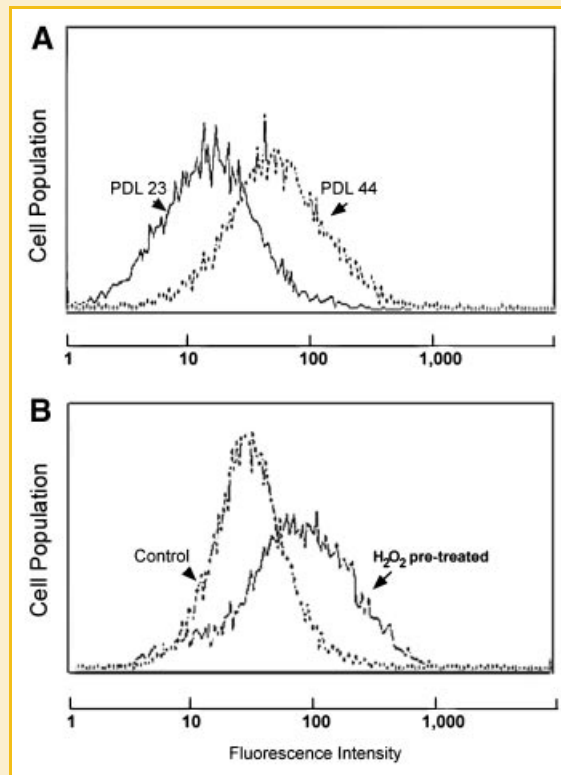 A
Cell Population
PDL 23
PDL 44
1 10 100 1,000
B
Cell Population
Control
H₂O₂ pre-treated
1 10 100 1,000
Fluorescence Intensity